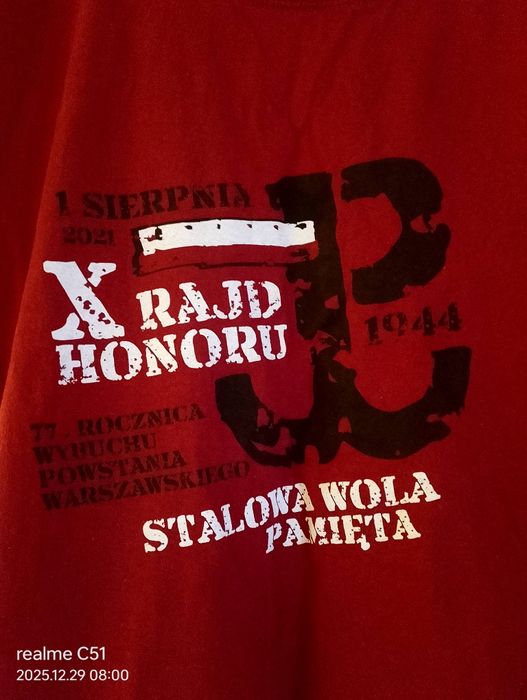 1 SIERPNIA
2021
X RAJD
HONORU
1944
77. ROCZNICA
WYBUCHU
POWSTANIA
WARSZAWSKIEGO
STALOWA WOLA
PAMIĘTA
realme C51
2025.12.29 08:00